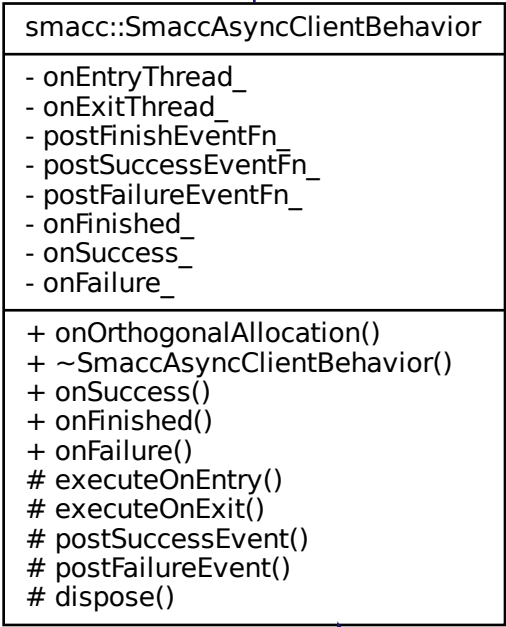 smacc::SmaccAsyncClientBehavior
- onEntryThread_
- onExitThread_
- postFinishEventFn_
- postSuccessEventFn_
- postFailureEventFn_
- onFinished_
- onSuccess_
- onFailure_
+ onOrthogonalAllocation()
+ ~SmaccAsyncClientBehavior()
+ onSuccess()
+ onFinished()
+ onFailure()
# executeOnEntry()
# executeOnExit()
# postSuccessEvent()
# postFailureEvent()
# dispose()